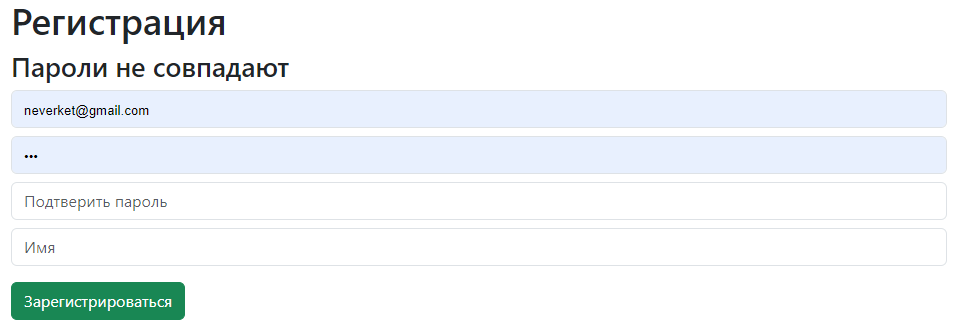 Регистрация
Пароли не совпадают
neverket@gmail.com
•••
Подтверить пароль
Имя
Зарегистрироваться